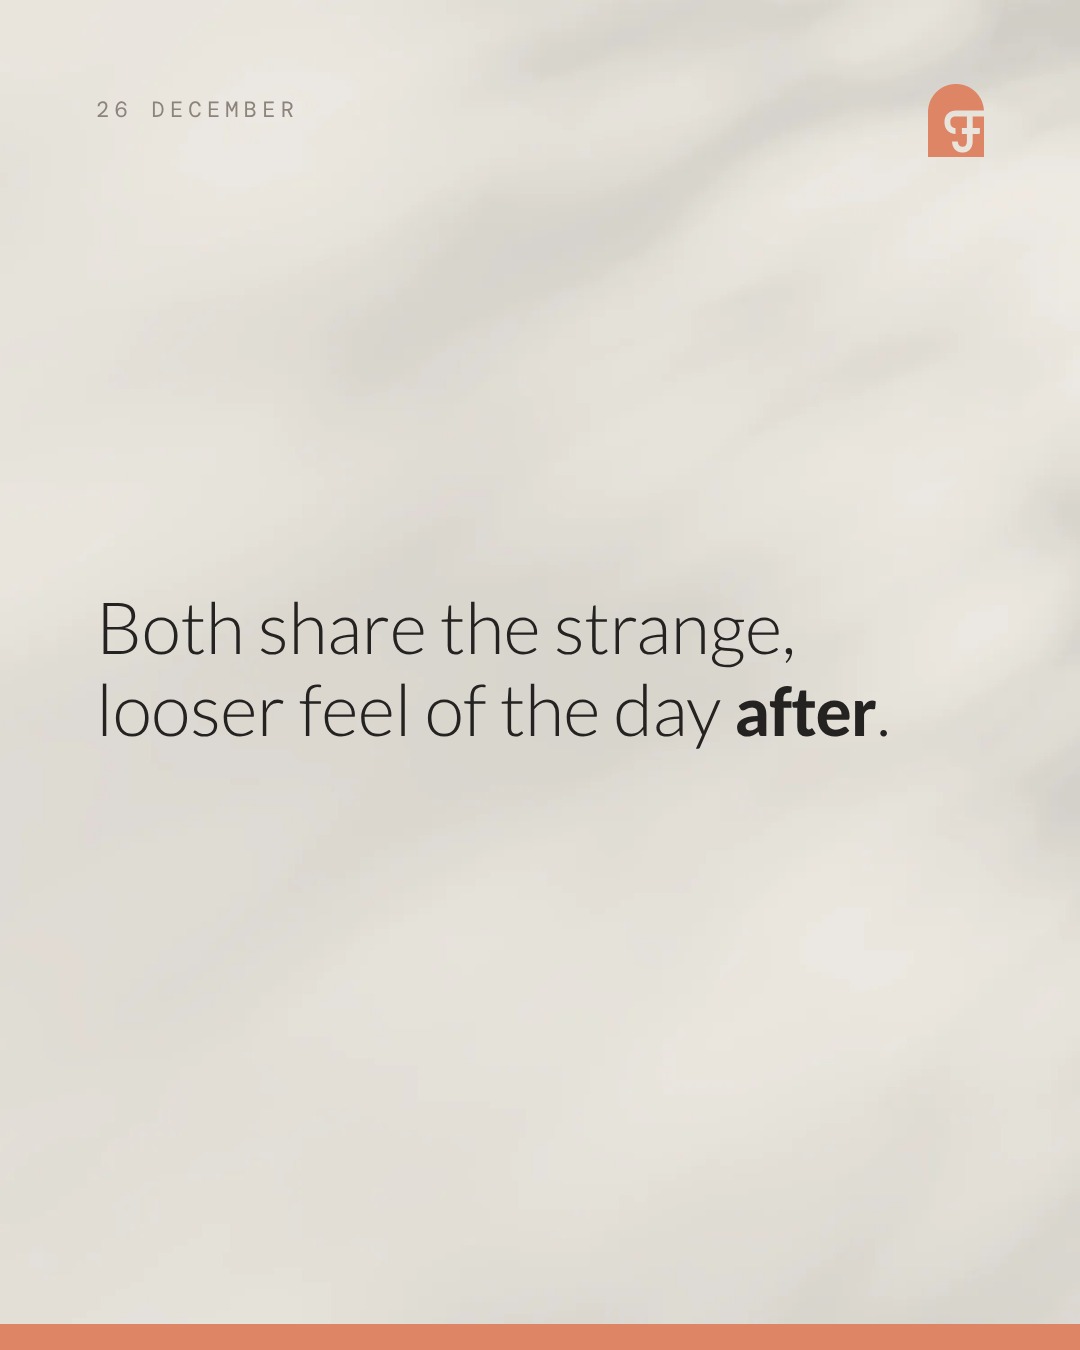 26 DECEMBER
Both share the strange,
looser feel of the day after.